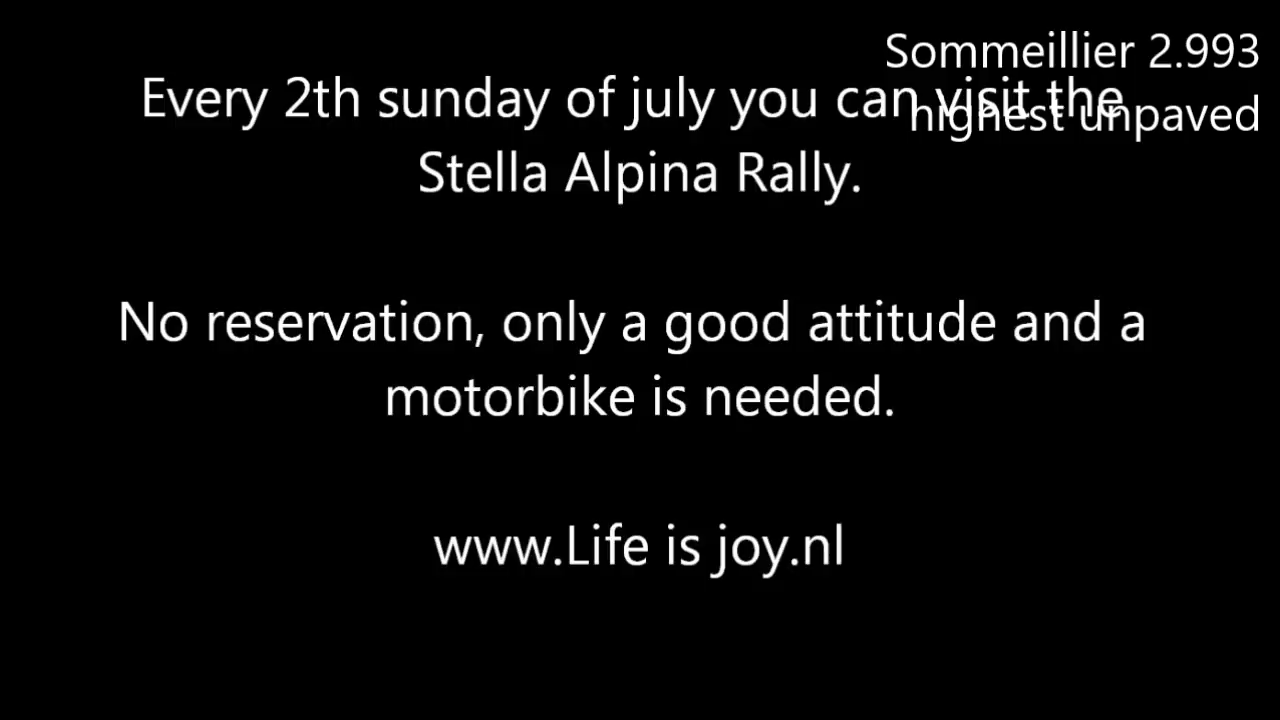 Sommeillier 2.993
highest unpaved
Every 2th sunday of july you can visit the
Stella Alpina Rally.
No reservation, only a good attitude and a
motorbike is needed.
www.Life is joy.nl